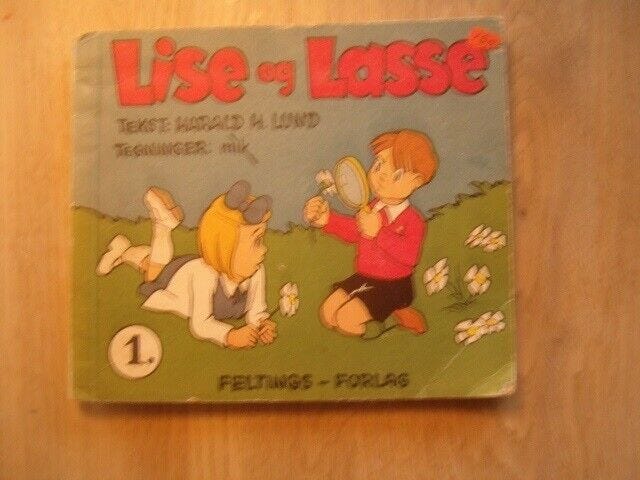 Lise og Lasse
TEKST: HARALD H. LUND
TEGNINGER: mik
1.
FELTINGS - FORLAG